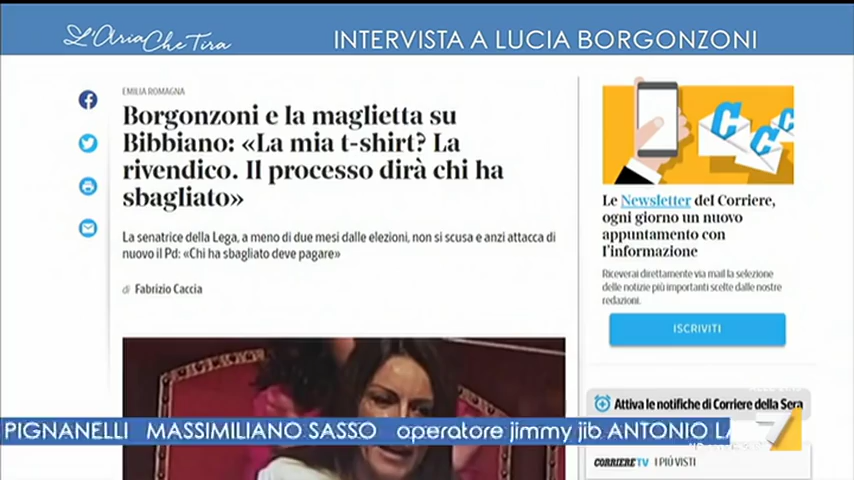 L'Aria Che Tira
INTERVISTA A LUCIA BORGONZONI
EMILIA ROMAGNA
Borgonzoni e la maglietta su
Bibbiano: «La mia t-shirt? La
rivendico. Il processo dirà chi ha
sbagliato»
La senatrice della Lega, a meno di due mesi dalle elezioni, non si scusa e anzi attacca di
nuovo il Pd: «Chi ha sbagliato deve pagare»
di Fabrizio Caccia
Le Newsletter del Corriere,
ogni giorno un nuovo
appuntamento con
l'informazione
Riceverai direttamente via mail la selezione
delle notizie più importanti scelte dalle nostre
redazioni.
ISCRIVITI
Attiva le notifiche di Corriere della Sera
PIGNANELLI MASSIMILIANO SASSO operatore jimmy jib ANTONIO LA
7
CORRIERE TV I PIÙ VISTI